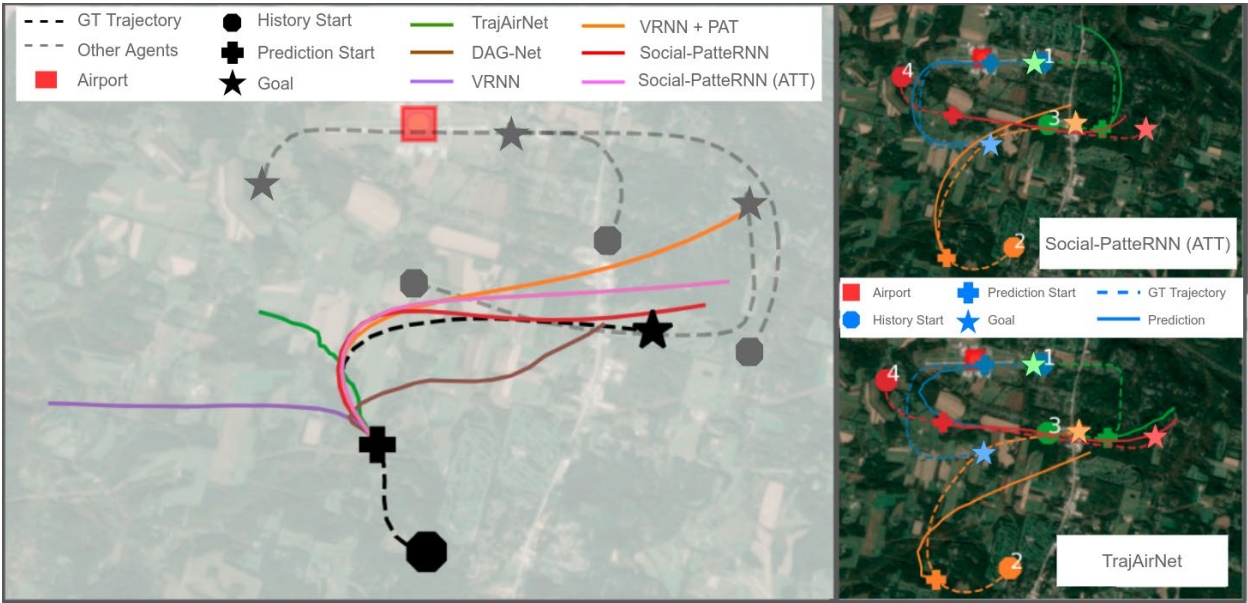 GT Trajectory
Other Agents
Airport
History Start
Prediction Start
Goal
TrajAirNet
DAG-Net
VRNN
VRNN + PAT
Social-PatteRNN
Social-PatteRNN (ATT)
4
1
3
2
Social-PatteRNN (ATT)
Airport
Prediction Start
GT Trajectory
History Start
Goal
Prediction
4
1
3
2
TrajAirNet